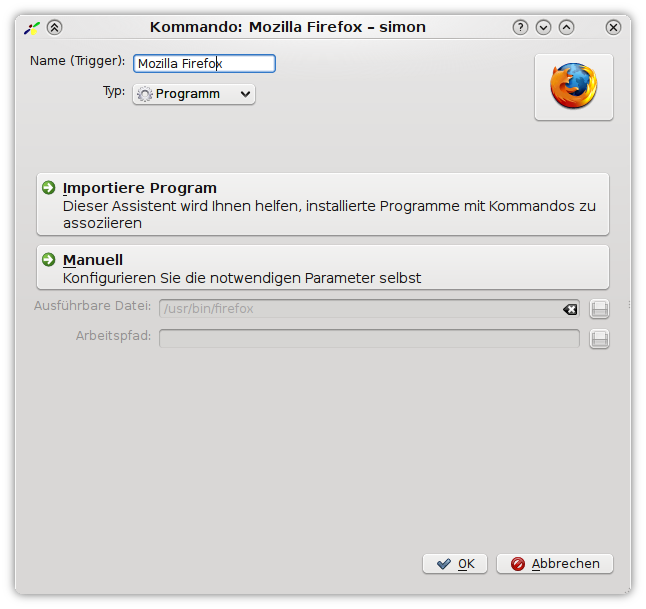 Kommando: Mozilla Firefox – simon
Name (Trigger): Mozilla Firefox
Typ: Programm
Importiere Program
Dieser Assistent wird Ihnen helfen, installierte Programme mit Kommandos zu
assoziieren
Manuell
Konfigurieren Sie die notwendigen Parameter selbst
Ausführbare Datei: /usr/bin/firefox
Arbeitspfad:
OK Abbrechen